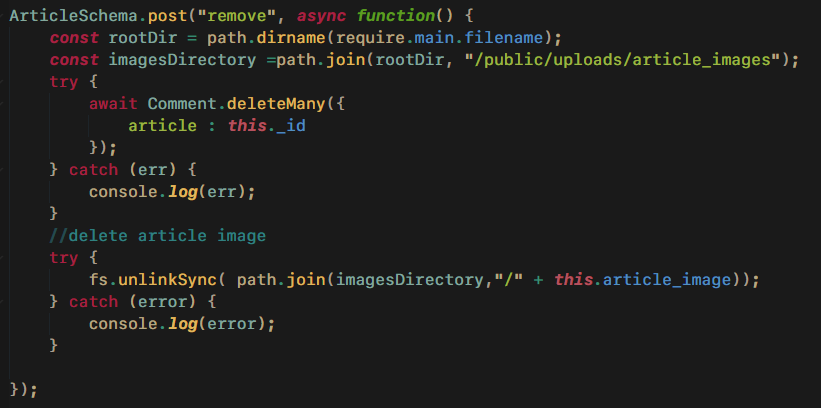 ArticleSchema.post("remove", async function() {
    const rootDir = path.dirname(require.main.filename);
    const imagesDirectory =path.join(rootDir, "/public/uploads/article_images");
    try {
        await Comment.deleteMany({
            article : this._id
        });
    } catch (err) {
        console.log(err);
    }
    //delete article image
    try {
        fs.unlinkSync( path.join(imagesDirectory,"/" + this.article_image));
    } catch (error) {
        console.log(error);
    }

});